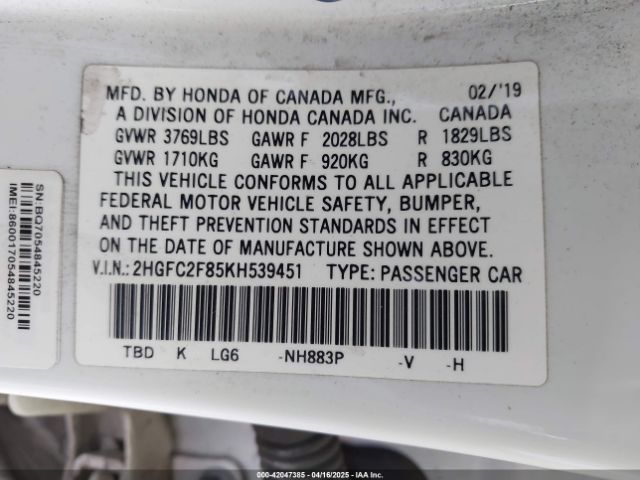 MFD. BY HONDA OF CANADA MFG., 02/'19
A DIVISION OF HONDA CANADA INC. CANADA
GVWR 3769LBS GAWR F 2028LBS R 1829LBS
GVWR 1710KG GAWR F 920KG R 830KG
THIS VEHICLE CONFORMS TO ALL APPLICABLE
FEDERAL MOTOR VEHICLE SAFETY, BUMPER,
AND THEFT PREVENTION STANDARDS IN EFFECT
ON THE DATE OF MANUFACTURE SHOWN ABOVE.
V.I.N.: 2HGFC2F85KH539451 TYPE: PASSENGER CAR
TBD K LG6 -NH883P -V -H
SN:BQ7054845220
IMEI:860017054845220
000-42047385 - 04/16/2025 - IAA Inc.